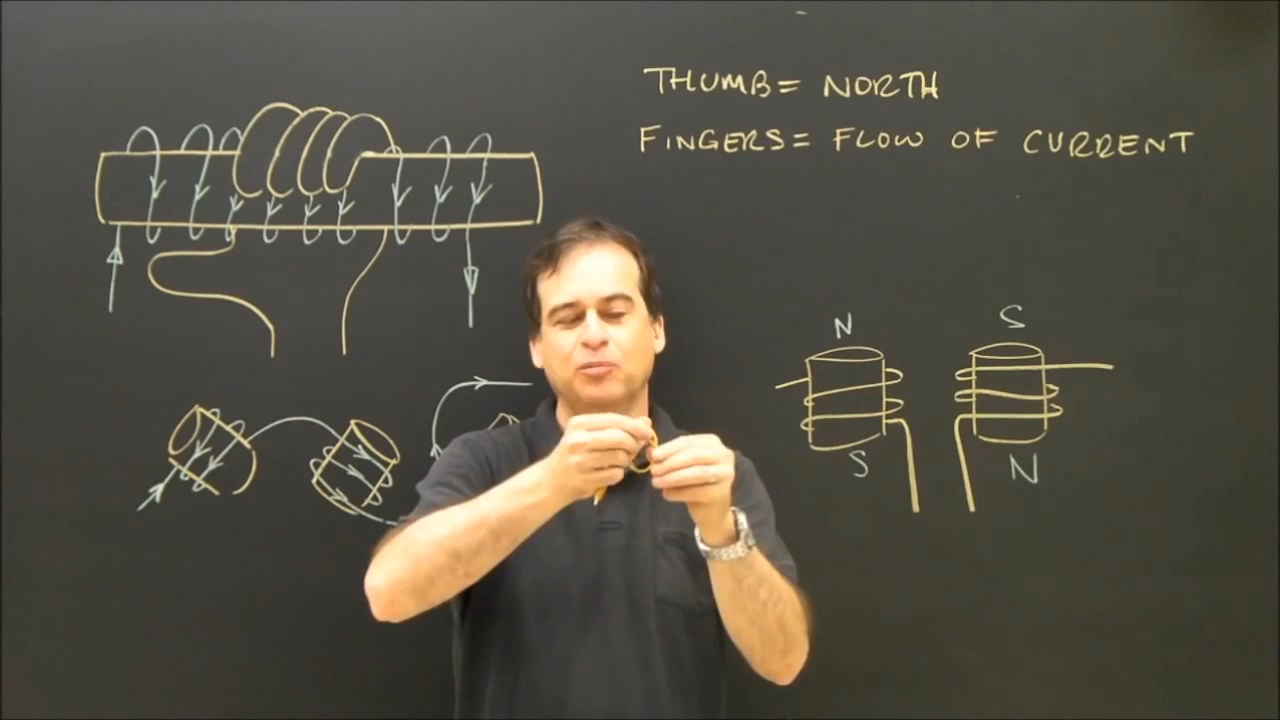 THUMB = NORTH
FINGERS = FLOW OF CURRENT
N S
S N